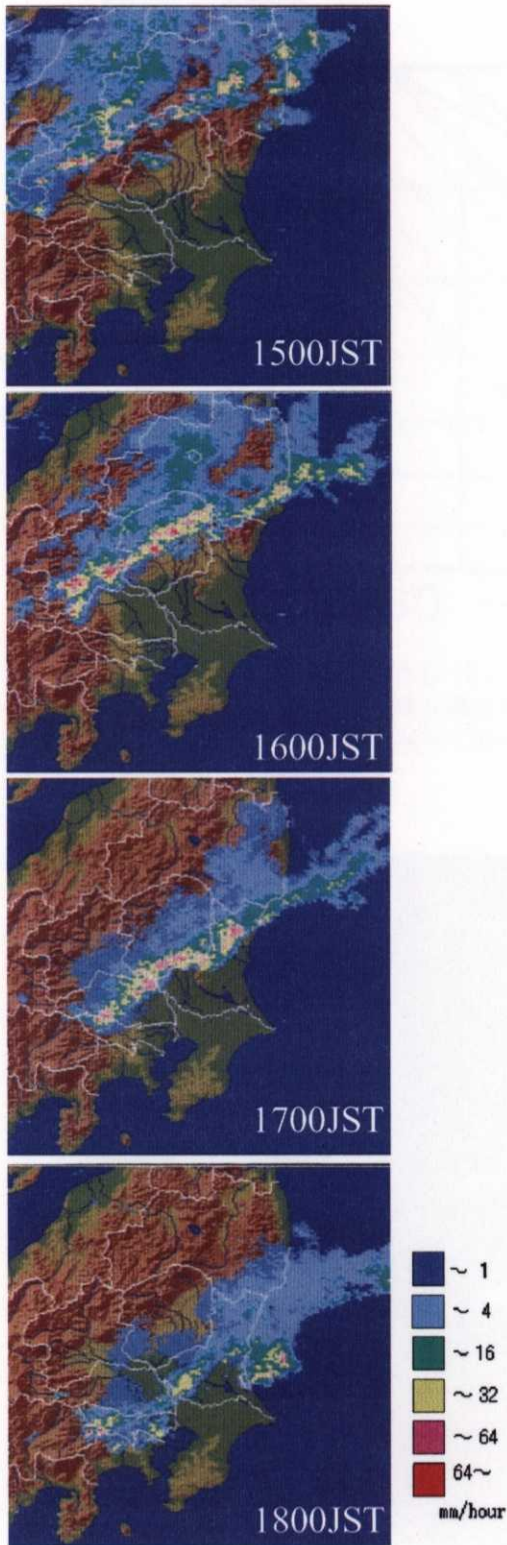 1500JST
1600JST
1700JST
1800JST
～ 1
～ 4
～ 16
～ 32
～ 64
64～
mm/hour